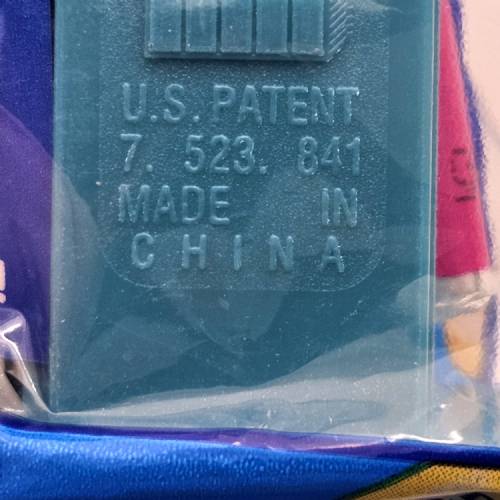 U.S. PATENT
7. 523. 841
MADE IN
CHINA